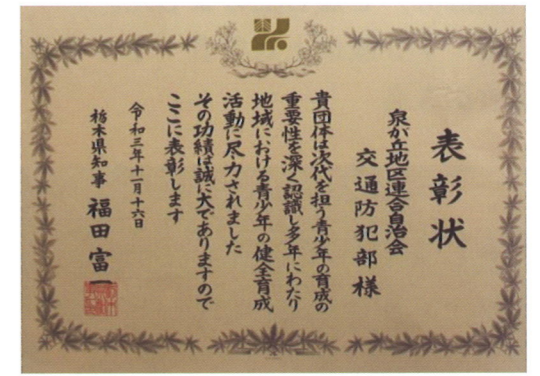 表彰状
泉が丘地区連合自治会
交通防犯部様
貴団体は次代を担う青少年の育成の
重要性を深く認識し多年にわたり
地域における青少年の健全育成
活動に尽力されました
その功績は誠に大でありますので
ここに表彰します
令和三年十一月十六日
栃木県知事 福田富一